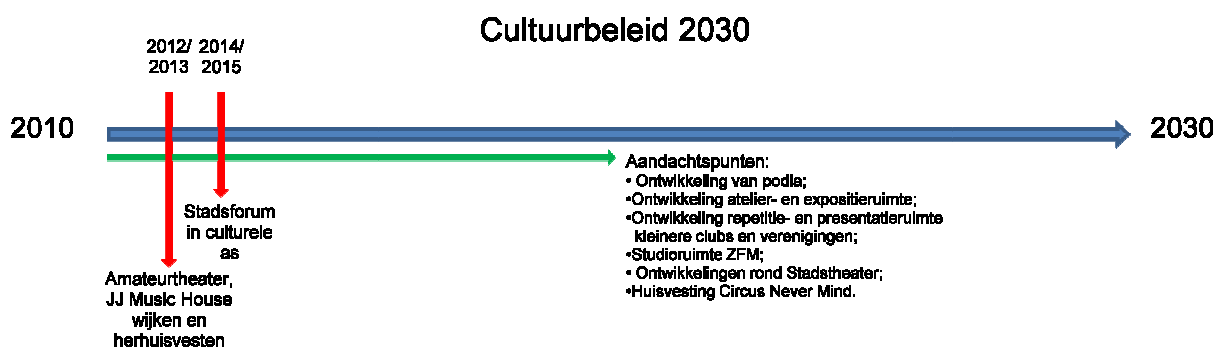 Cultuurbeleid 2030
2012/
2013
2014/
2015
2010
2030
Stadsforum
in culturele
as
Amateurtheater,
JJ Music House
wijken en
herhuisvesten
Aandachtspunten:
• Ontwikkeling van podia;
•Ontwikkeling atelier- en expositieruimte;
•Ontwikkeling repetitie- en presentatieruimte
kleinere clubs en verenigingen;
•Studioruimte ZFM;
• Ontwikkelingen rond Stadstheater;
•Huisvesting Circus Never Mind.